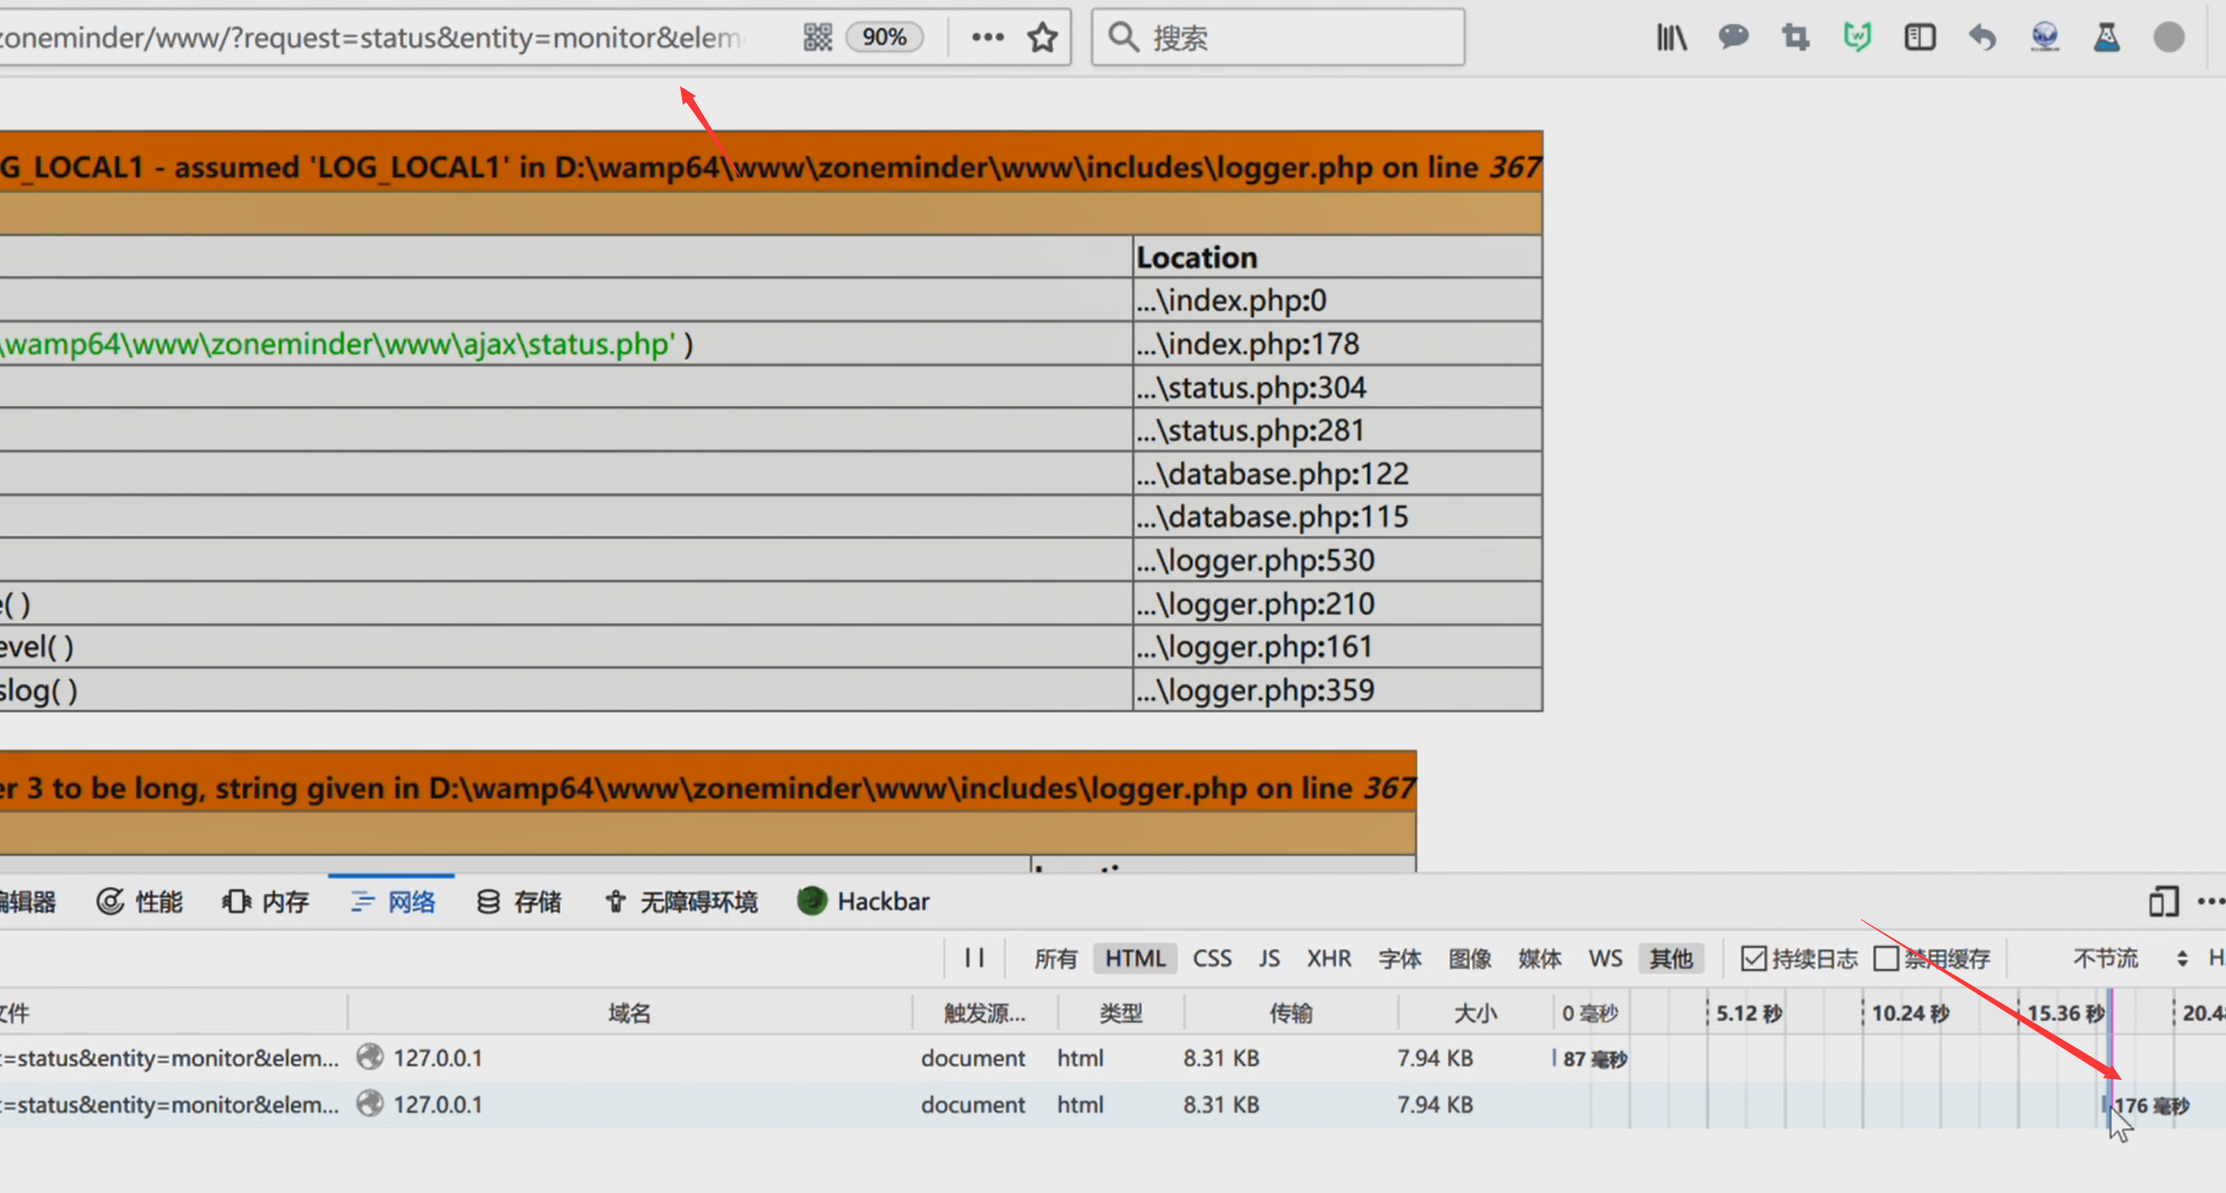 zoneminder/www/?request=status&entity=monitor&elem 90% 搜索
G_LOCAL1 - assumed 'LOG_LOCAL1' in D:\wamp64\www\zoneminder\www\includes\logger.php on line 367
Location
...\index.php:0
\wamp64\www\zoneminder\www\ajax\status.php' ) ...\index.php:178
...\status.php:304
...\status.php:281
...\database.php:122
...\database.php:115
...\logger.php:530
e( ) ...\logger.php:210
evel( ) ...\logger.php:161
slog( ) ...\logger.php:359
er 3 to be long, string given in D:\wamp64\www\zoneminder\www\includes\logger.php on line 367
编辑器 性能 内存 网络 存储 无障碍环境 Hackbar
所有 HTML CSS JS XHR 字体 图像 媒体 WS 其他 持续日志 禁用缓存 不节流 H
文件 域名 触发源... 类型 传输 大小 0 毫秒 5.12 秒 10.24 秒 15.36 秒 20.48
=status&entity=monitor&elem... 127.0.0.1 document html 8.31 KB 7.94 KB 87 毫秒
=status&entity=monitor&elem... 127.0.0.1 document html 8.31 KB 7.94 KB 176 毫秒